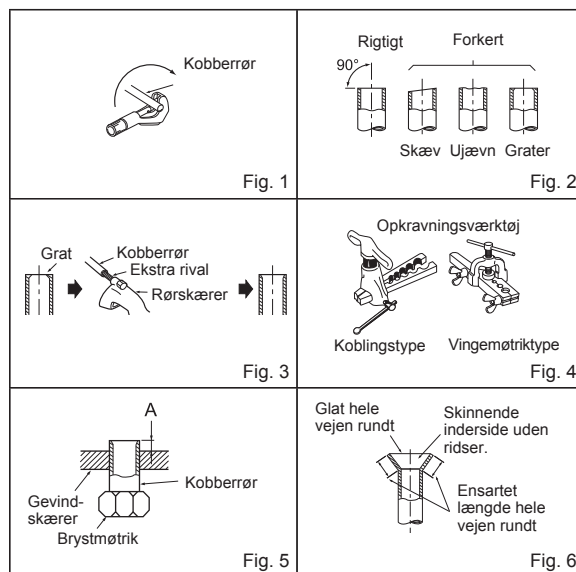 Kobberrør
Fig. 1
Rigtigt
Forkert
90°
Skæv
Ujævn
Grater
Fig. 2
Grat
Kobberrør
Ekstra rival
Rørskærer
Fig. 3
Opkravningsværktøj
Koblingstype
Vingemøtriktype
Fig. 4
A
Kobberrør
Gevind-
skærer
Brystmøtrik
Fig. 5
Glat hele
vejen rundt
Skinnende
inderside uden
ridser.
Ensartet
længde hele
vejen rundt
Fig. 6